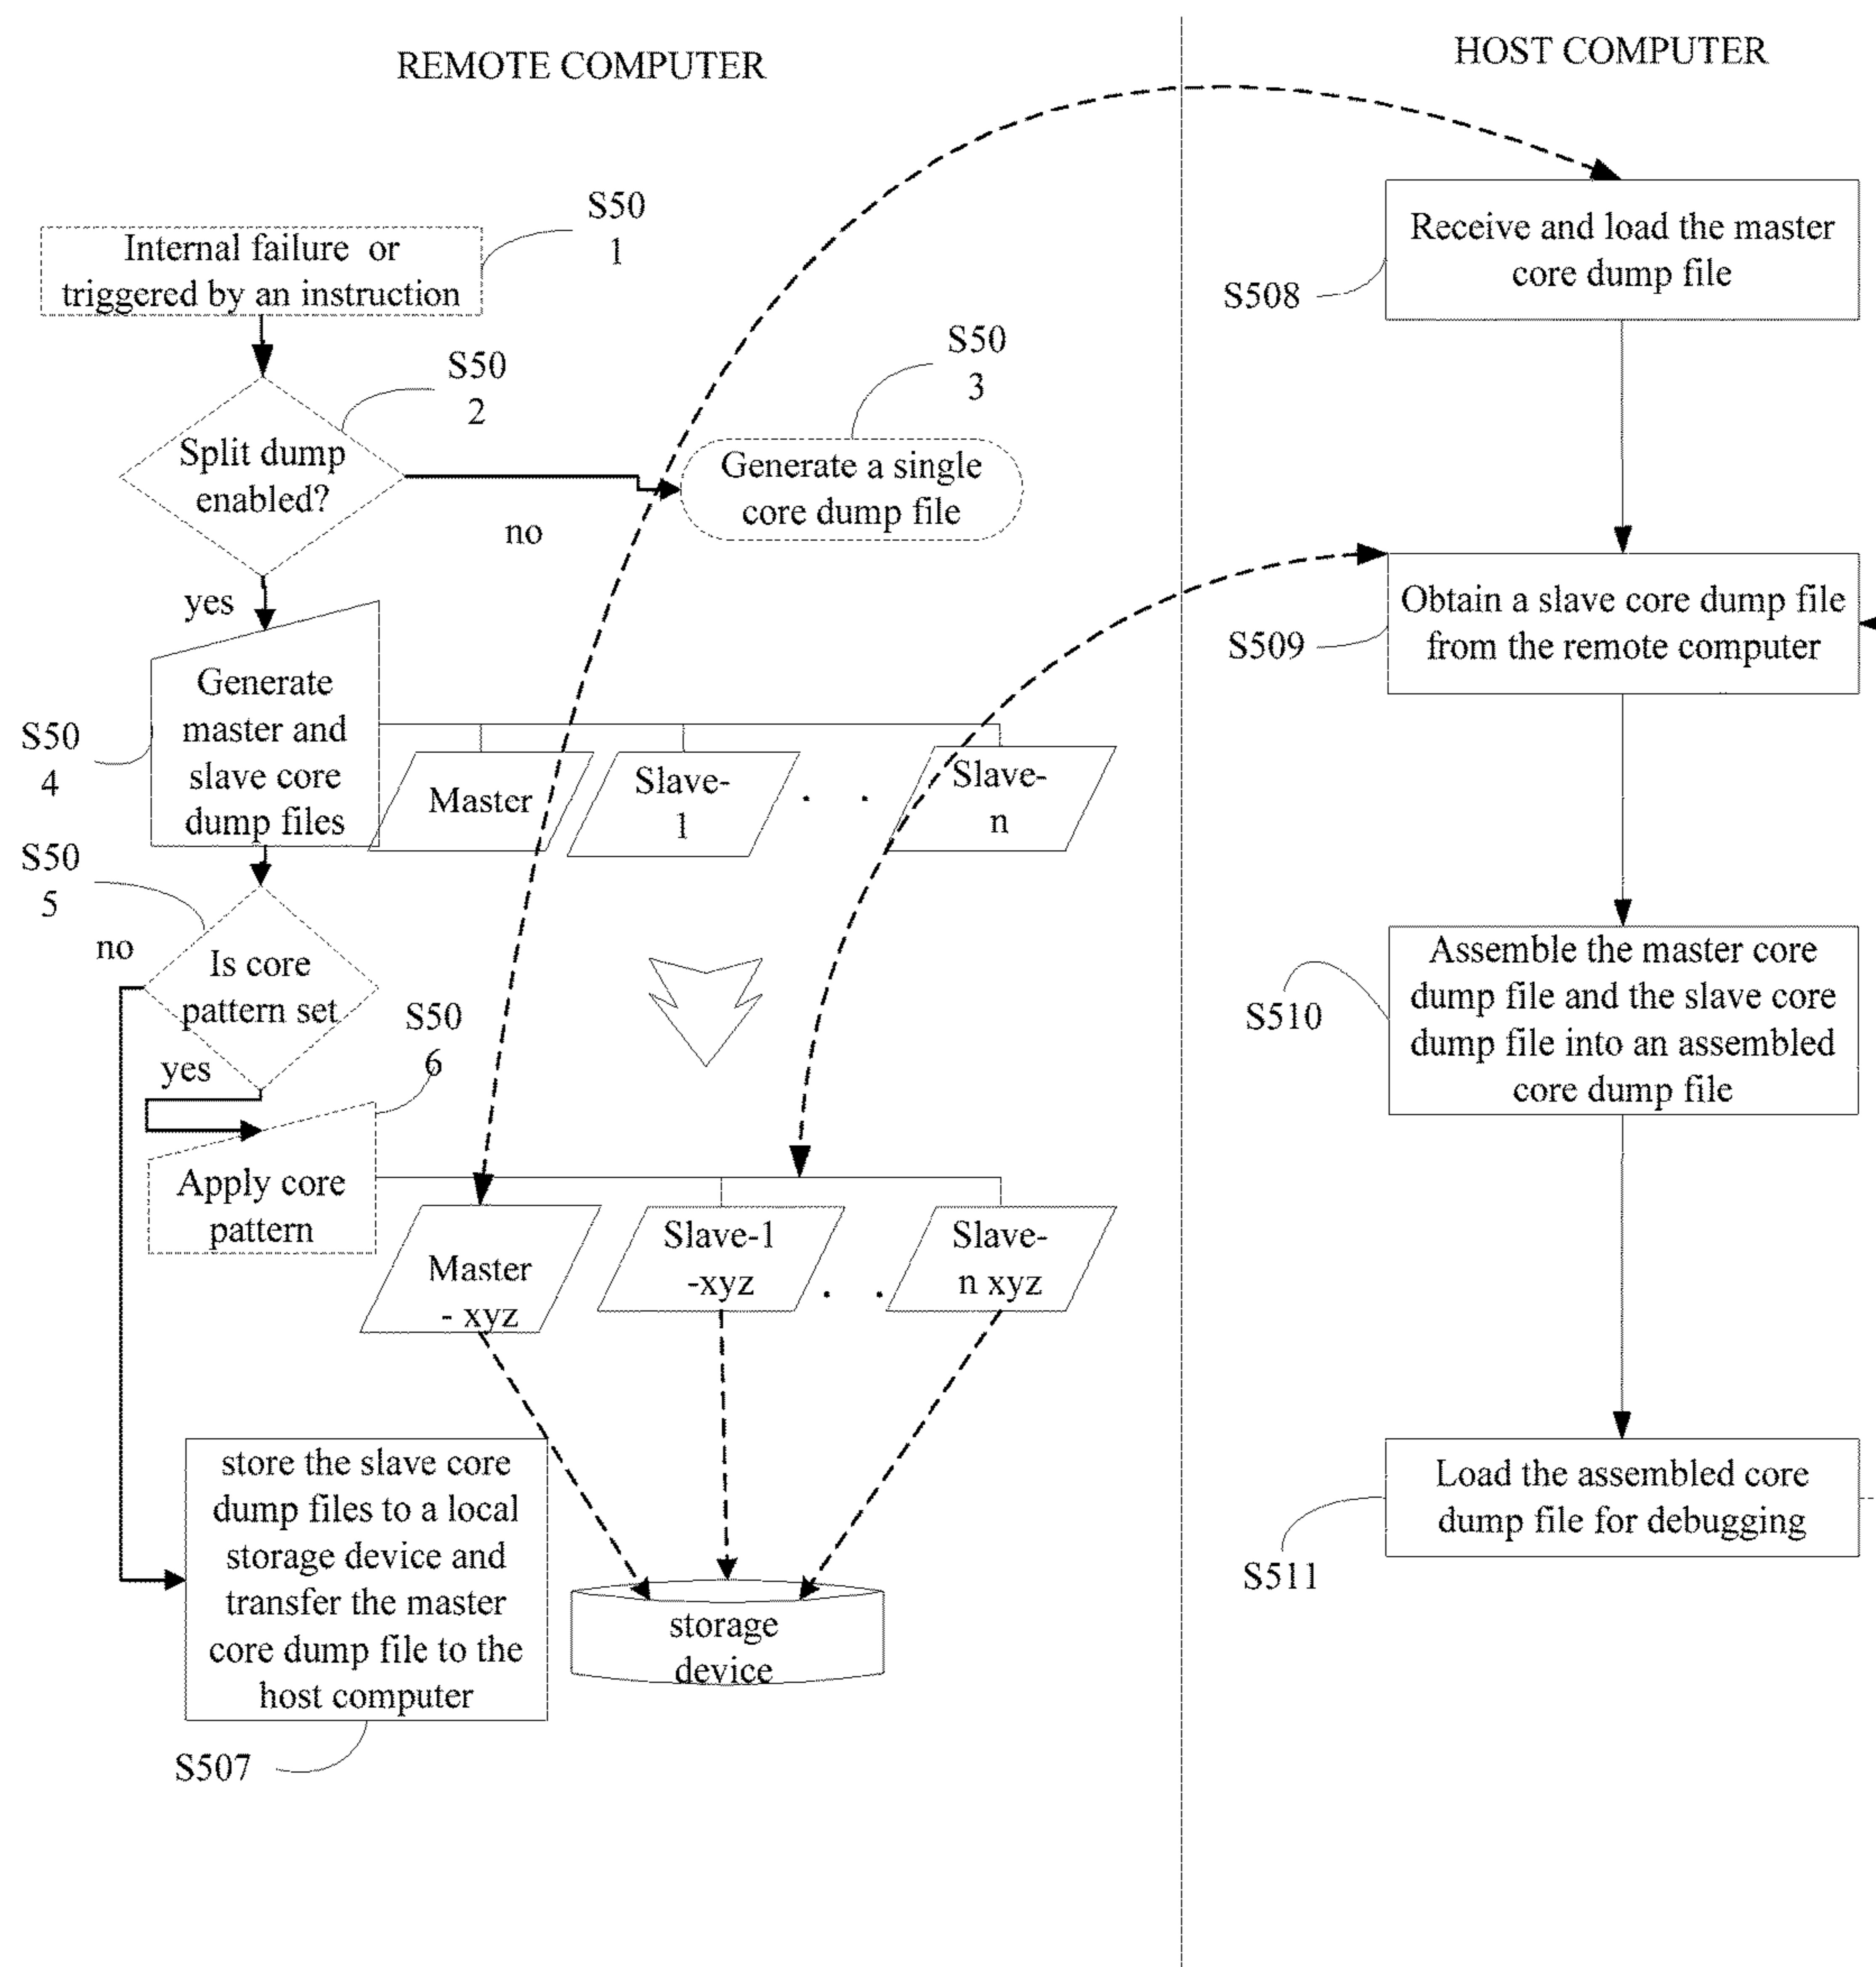 REMOTE COMPUTER
HOST COMPUTER
S50
1
Internal failure or
triggered by an instruction
S50
2
Split dump
enabled?
no
yes
S50
3
Generate a single
core dump file
S50
4
Generate
master and
slave core
dump files
Master
Slave-
1
. .
Slave-
n
S50
5
no
Is core
pattern set
yes
S50
6
Apply core
pattern
Master
- xyz
Slave-1
-xyz
. .
Slave-
n xyz
store the slave core
dump files to a local
storage device and
transfer the master
core dump file to the
host computer
S507
storage
device
Receive and load the master
core dump file
S508
Obtain a slave core dump file
from the remote computer
S509
Assemble the master core
dump file and the slave core
dump file into an assembled
core dump file
S510
Load the assembled core
dump file for debugging
S511